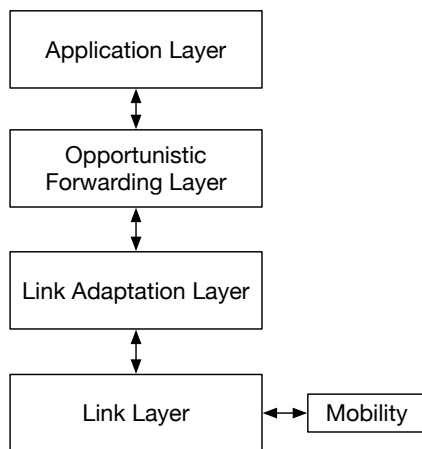 Application Layer
Opportunistic
Forwarding Layer
Link Adaptation Layer
Link Layer
Mobility